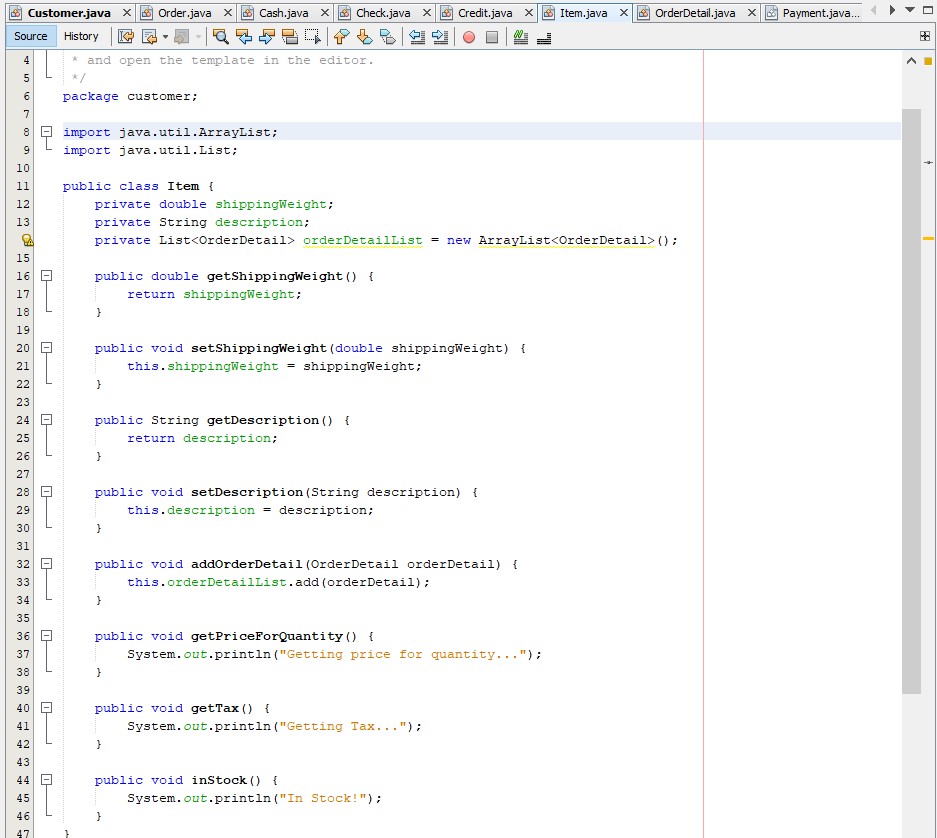 Customer.java Order.java Cash.java Check.java Credit.java Item.java OrderDetail.java Payment.java...
Source History
4 * and open the template in the editor.
5 */
6 package customer;
7
8 import java.util.ArrayList;
9 import java.util.List;
10
11 public class Item {
12 private double shippingWeight;
13 private String description;
private List<OrderDetail> orderDetailList = new ArrayList<OrderDetail>();
15
16 public double getShippingWeight() {
17 return shippingWeight;
18 }
19
20 public void setShippingWeight(double shippingWeight) {
21 this.shippingWeight = shippingWeight;
22 }
23
24 public String getDescription() {
25 return description;
26 }
27
28 public void setDescription(String description) {
29 this.description = description;
30 }
31
32 public void addOrderDetail(OrderDetail orderDetail) {
33 this.orderDetailList.add(orderDetail);
34 }
35
36 public void getPriceForQuantity() {
37 System.out.println("Getting price for quantity...");
38 }
39
40 public void getTax() {
41 System.out.println("Getting Tax...");
42 }
43
44 public void inStock() {
45 System.out.println("In Stock!");
46 }
47 }